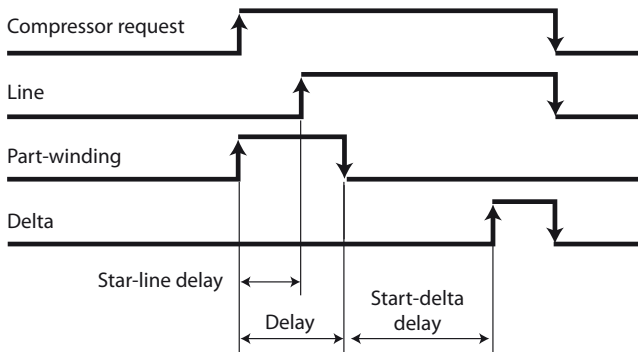 Compressor request
Line
Part-winding
Delta
Star-line delay
Delay
Start-delta
delay